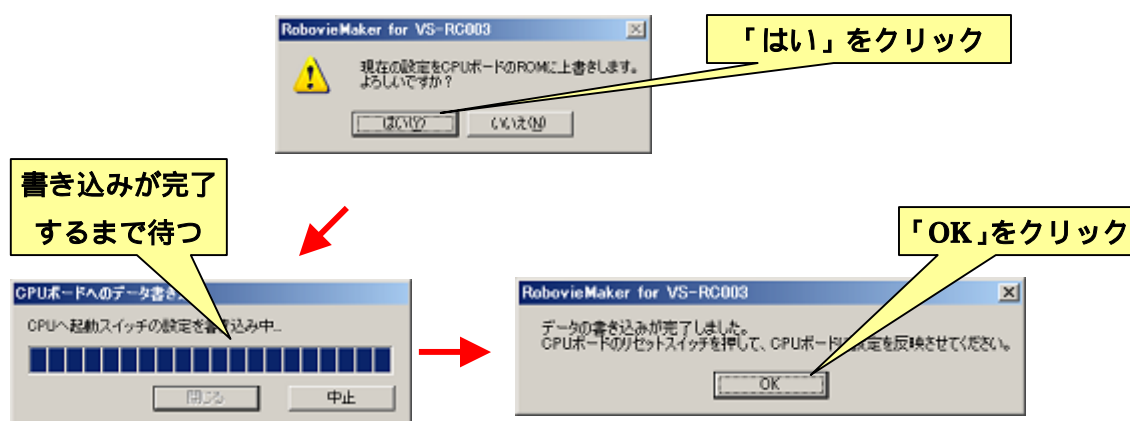 RobovieMaker for VS-RC003
「はい」をクリック
現在の設定をCPUボードのROMに上書きします。
よろしいですか？
はい(Y)
いいえ(N)
書き込みが完了
するまで待つ
「OK」をクリック
CPUボードへのデータ書き
CPUへ起動スイッチの設定を書き込み中...
閉じる
中止
RobovieMaker for VS-RC003
データの書き込みが完了しました。
CPUボードのリセットスイッチを押して、CPUボードに設定を反映させてください。
OK